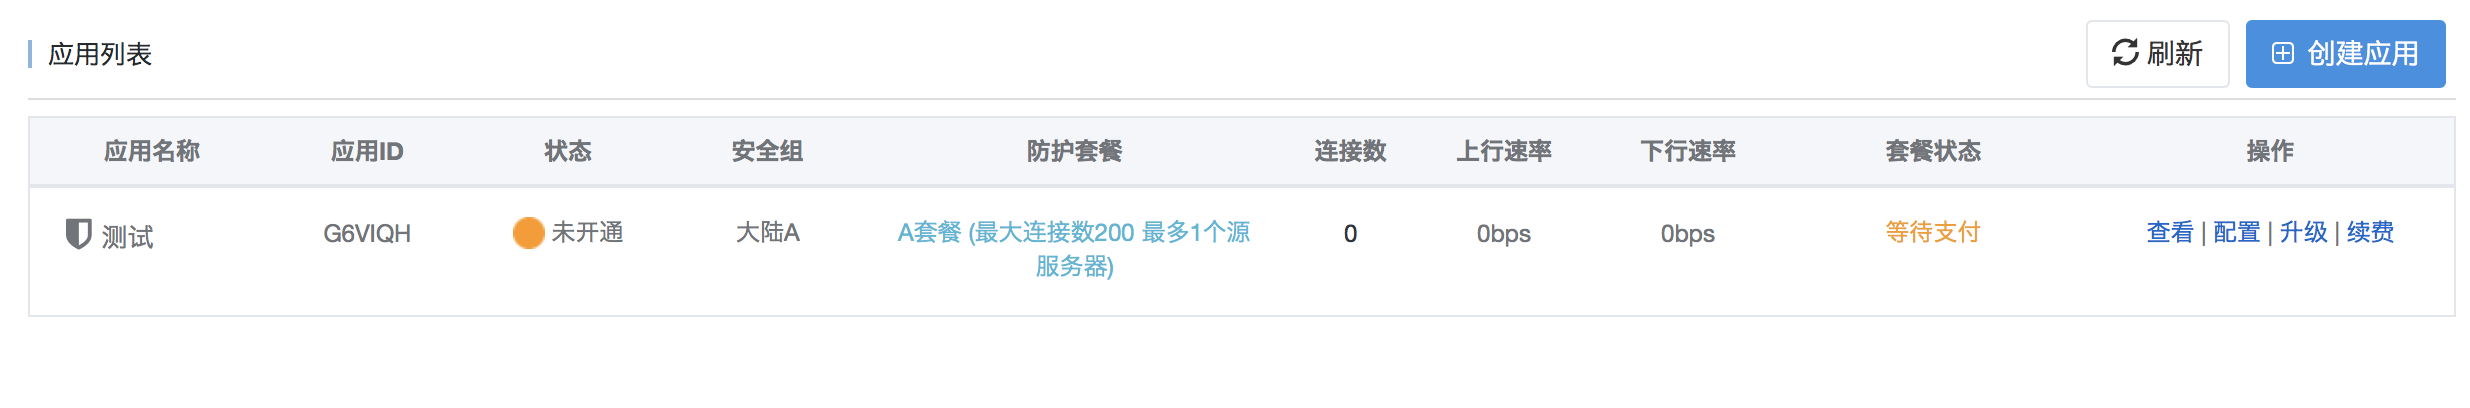 应用列表
刷新
创建应用
应用名称 应用ID 状态 安全组 防护套餐 连接数 上行速率 下行速率 套餐状态 操作
测试 G6VIQH 未开通 大陆A A套餐 (最大连接数200 最多1个源 0 0bps 0bps 等待支付 查看 | 配置 | 升级 | 续费
服务器)